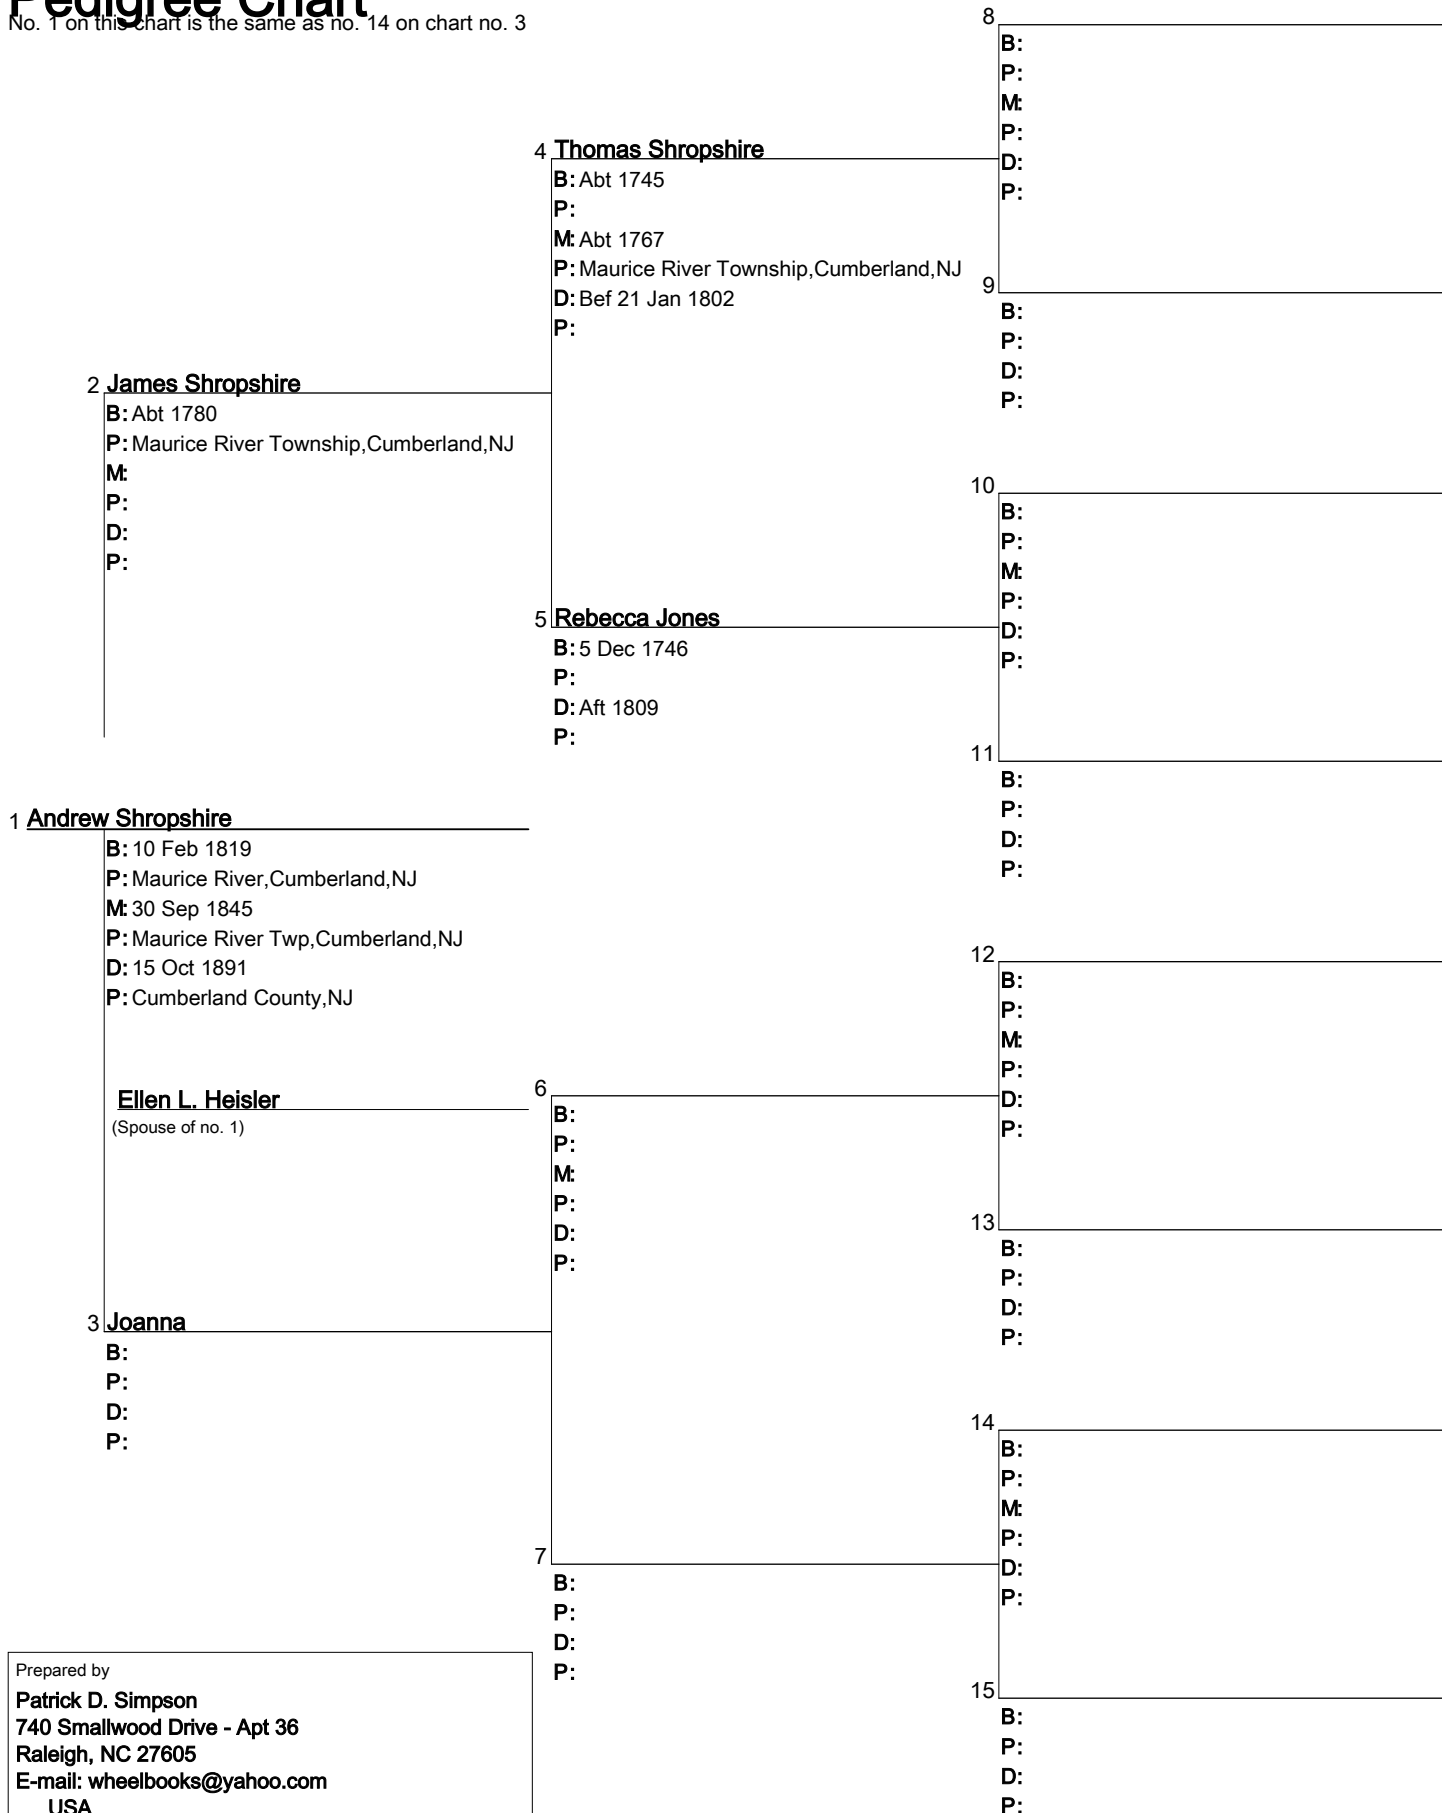 Pedigree Chart
No. 1 on this chart is the same as no. 14 on chart no. 3
8
B:
P:
M:
P:
D:
P:
4 Thomas Shropshire
B: Abt 1745
P:
M: Abt 1767
P: Maurice River Township,Cumberland,NJ
D: Bef 21 Jan 1802
P:
9
B:
P:
D:
P:
2 James Shropshire
B: Abt 1780
P: Maurice River Township,Cumberland,NJ
M:
P:
D:
P:
10
B:
P:
M:
P:
D:
P:
5 Rebecca Jones
B: 5 Dec 1746
P:
D: Aft 1809
P:
11
B:
P:
D:
P:
1 Andrew Shropshire
B: 10 Feb 1819
P: Maurice River,Cumberland,NJ
M: 30 Sep 1845
P: Maurice River Twp,Cumberland,NJ
D: 15 Oct 1891
P: Cumberland County,NJ
12
B:
P:
M:
P:
D:
P:
Ellen L. Heisler
(Spouse of no. 1)
6
B:
P:
M:
P:
D:
P:
13
B:
P:
D:
P:
3 Joanna
B:
P:
D:
P:
14
B:
P:
M:
P:
D:
P:
7
B:
P:
D:
P:
15
B:
P:
D:
P:
Prepared by
Patrick D. Simpson
740 Smallwood Drive - Apt 36
Raleigh, NC 27605
E-mail: wheelbooks@yahoo.com
USA